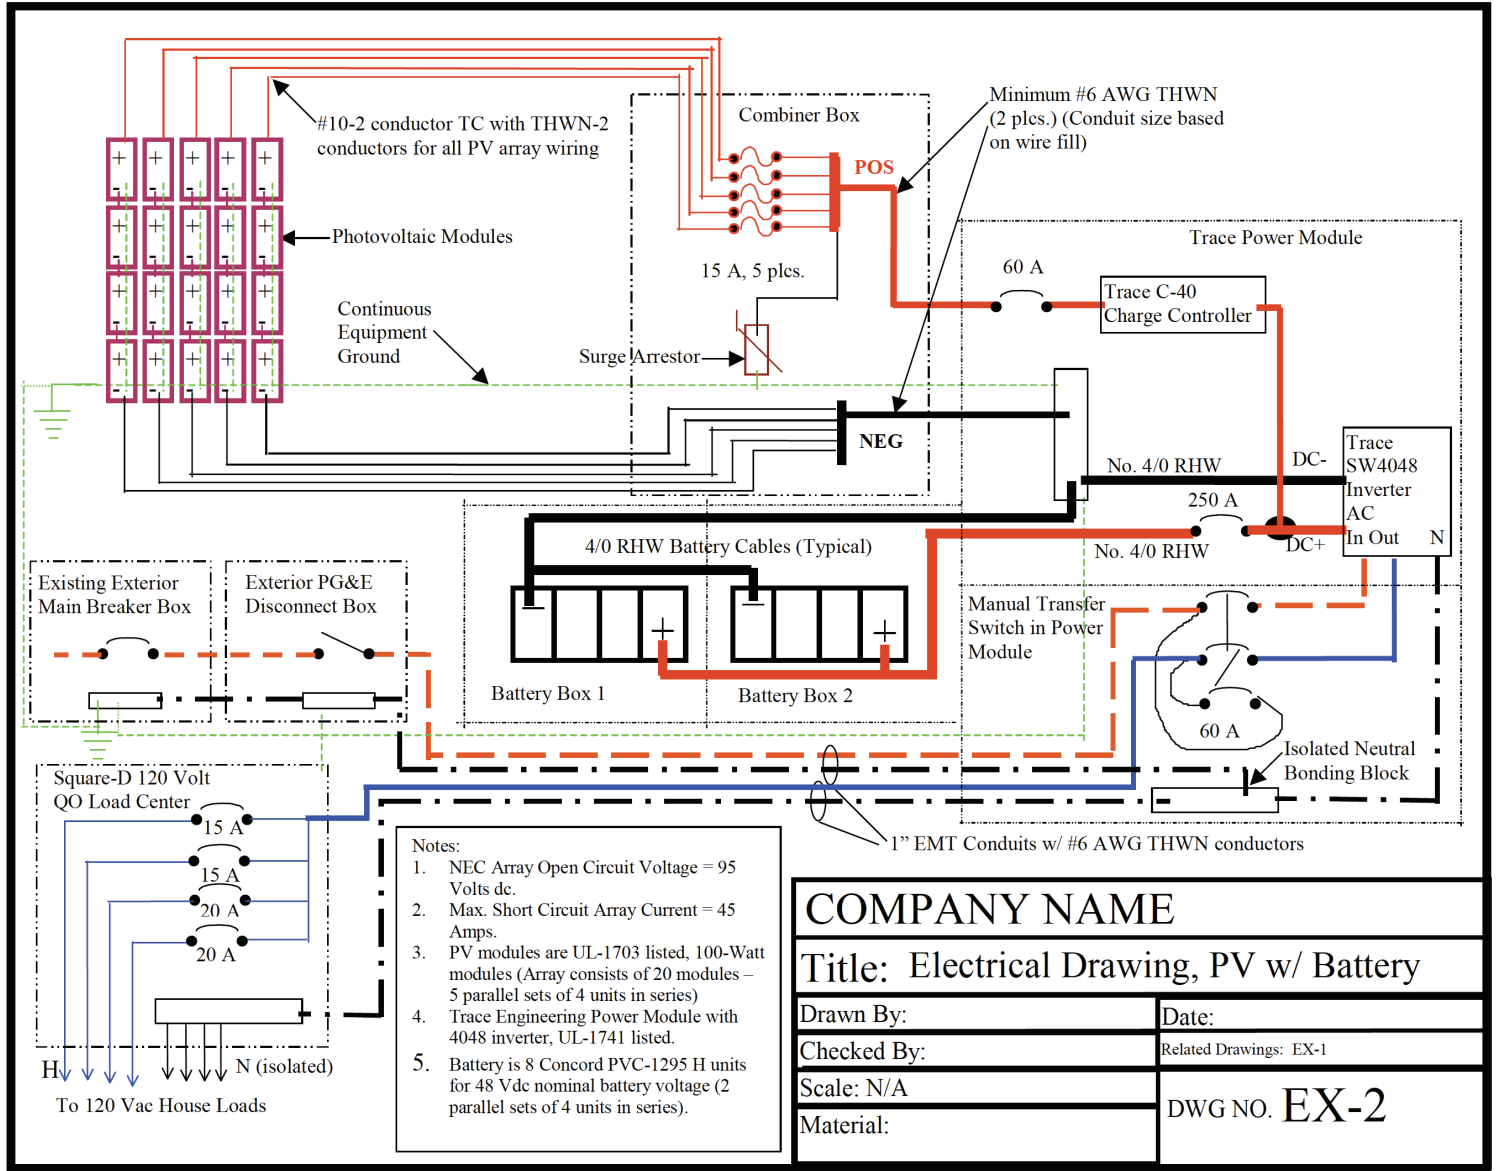 #10-2 conductor TC with THWN-2
conductors for all PV array wiring
Combiner Box
Minimum #6 AWG THWN
(2 plcs.) (Conduit size based
on wire fill)
POS
+
+
+
+
+
-
-
-
-
-
Photovoltaic Modules
+
+
+
+
+
-
-
-
-
-
Trace Power Module
15 A, 5 plcs.
60 A
Trace C-40
Charge Controller
+
+
+
+
+
-
-
-
-
-
Continuous
Equipment
Ground
Surge Arrestor
+
+
+
+
+
-
-
-
-
-
NEG
No. 4/0 RHW
DC-
Trace
SW4048
Inverter
AC
In Out N
250 A
DC+
No. 4/0 RHW
4/0 RHW Battery Cables (Typical)
Existing Exterior
Main Breaker Box
Exterior PG&E
Disconnect Box
Manual Transfer
Switch in Power
Module
+
+
Battery Box 1
Battery Box 2
60 A
Isolated Neutral
Bonding Block
Square-D 120 Volt
QO Load Center
15 A
15 A
20 A
20 A
1” EMT Conduits w/ #6 AWG THWN conductors
H
N (isolated)
To 120 Vac House Loads
Notes:
1. NEC Array Open Circuit Voltage = 95
Volts dc.
2. Max. Short Circuit Array Current = 45
Amps.
3. PV modules are UL-1703 listed, 100-Watt
modules (Array consists of 20 modules –
5 parallel sets of 4 units in series)
4. Trace Engineering Power Module with
4048 inverter, UL-1741 listed.
5. Battery is 8 Concord PVC-1295 H units
for 48 Vdc nominal battery voltage (2
parallel sets of 4 units in series).
COMPANY NAME
Title: Electrical Drawing, PV w/ Battery
Drawn By:
Date:
Checked By:
Related Drawings: EX-1
Scale: N/A
DWG NO. EX-2
Material: